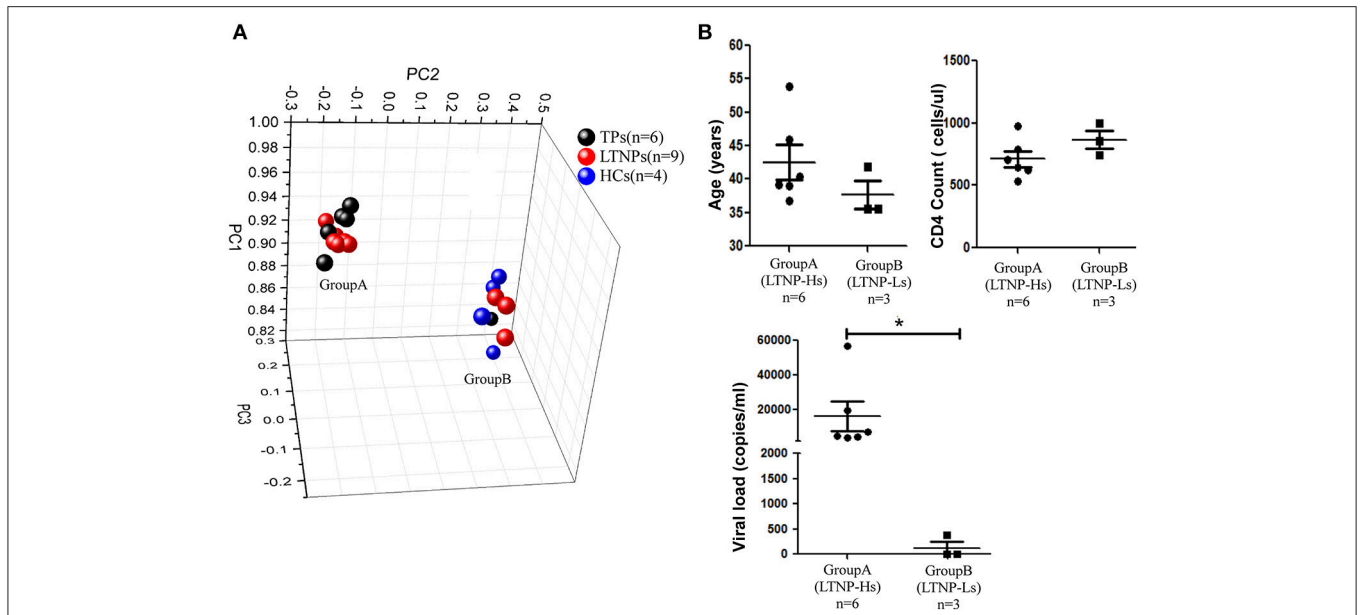 A
PC2
-0.3 -0.2 -0.1 0.0 0.1 0.2 0.3 0.4 0.5
1.00
0.96
0.94
0.92
0.90
0.88
0.86
0.84
0.82
0.3
PC1
0.2
0.1
0.0
-0.1
-0.2
PC3
TPs(n=6)
LTNPs(n=9)
HCs(n=4)
GroupA
GroupB
B
60
55
50
45
40
35
30
Age (years)
GroupA GroupB
(LTNP-Hs) (LTNP-Ls)
n=6 n=3
1500
1000
500
0
CD4 Count ( cells/ul)
GroupA GroupB
(LTNP-Hs) (LTNP-Ls)
n=6 n=3
*
60000
40000
20000
2000
1500
1000
500
0
Viral load (copies/ml)
GroupA GroupB
(LTNP-Hs) (LTNP-Ls)
n=6 n=3